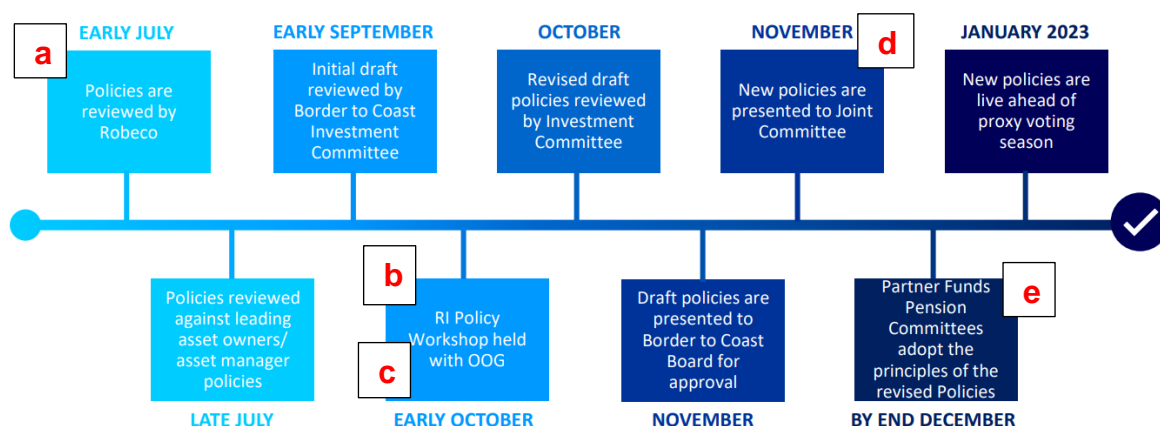 a
EARLY JULY
Policies are
reviewed by
Robeco
EARLY SEPTEMBER
Initial draft
reviewed by
Border to Coast
Investment
Committee
OCTOBER
Revised draft
policies reviewed
by Investment
Committee
NOVEMBER
d
New policies are
presented to Joint
Committee
JANUARY 2023
New policies are
live ahead of
proxy voting
season
Policies reviewed
against leading
asset owners/
asset manager
policies
LATE JULY
b
RI Policy
Workshop held
with OOG
c
EARLY OCTOBER
Draft policies are
presented to
Border to Coast
Board for
approval
NOVEMBER
e
Partner Funds
Pension
Committees
adopt the
principles of the
revised Policies
BY END DECEMBER